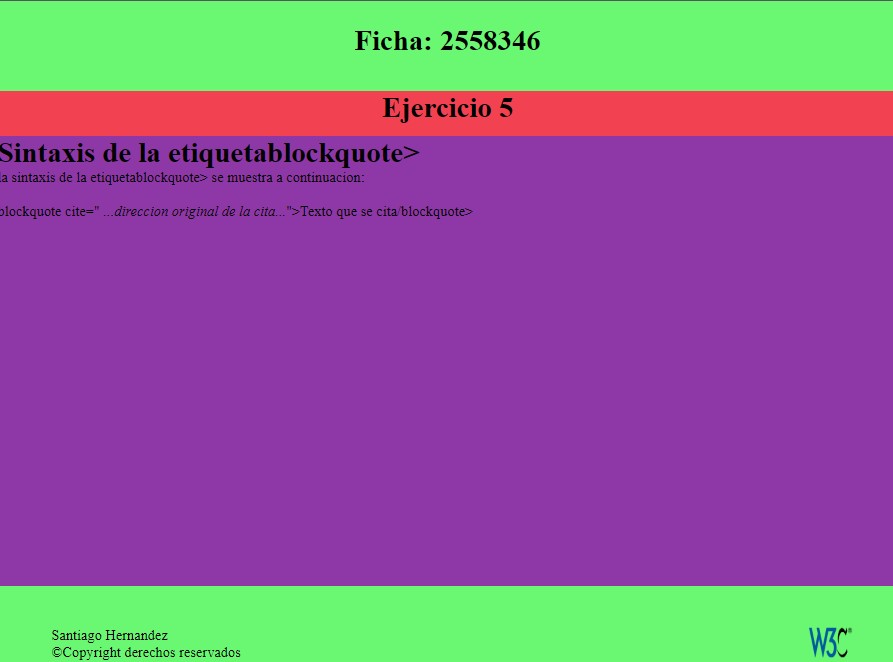 Ficha: 2558346
Ejercicio 5
Sintaxis de la etiquetablockquote>
la sintaxis de la etiquetablockquote> se muestra a continuacion:
blockquote cite=" ...direccion original de la cita...">Texto que se cita/blockquote>
Santiago Hernandez
©Copyright derechos reservados
W3C®